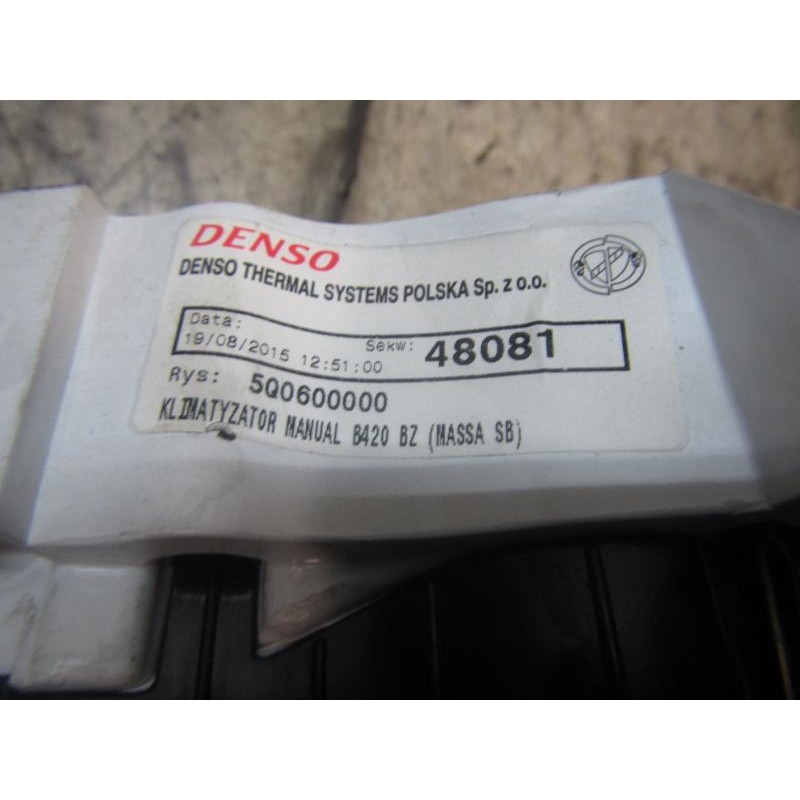 DENSO
DENSO THERMAL SYSTEMS POLSKA Sp. z o.o.
Data:
19/08/2015 12:51:00 Sekw: 48081
Rys: 5Q0600000
KLIMATYZATOR MANUAL B420 BZ (MASSA SB)